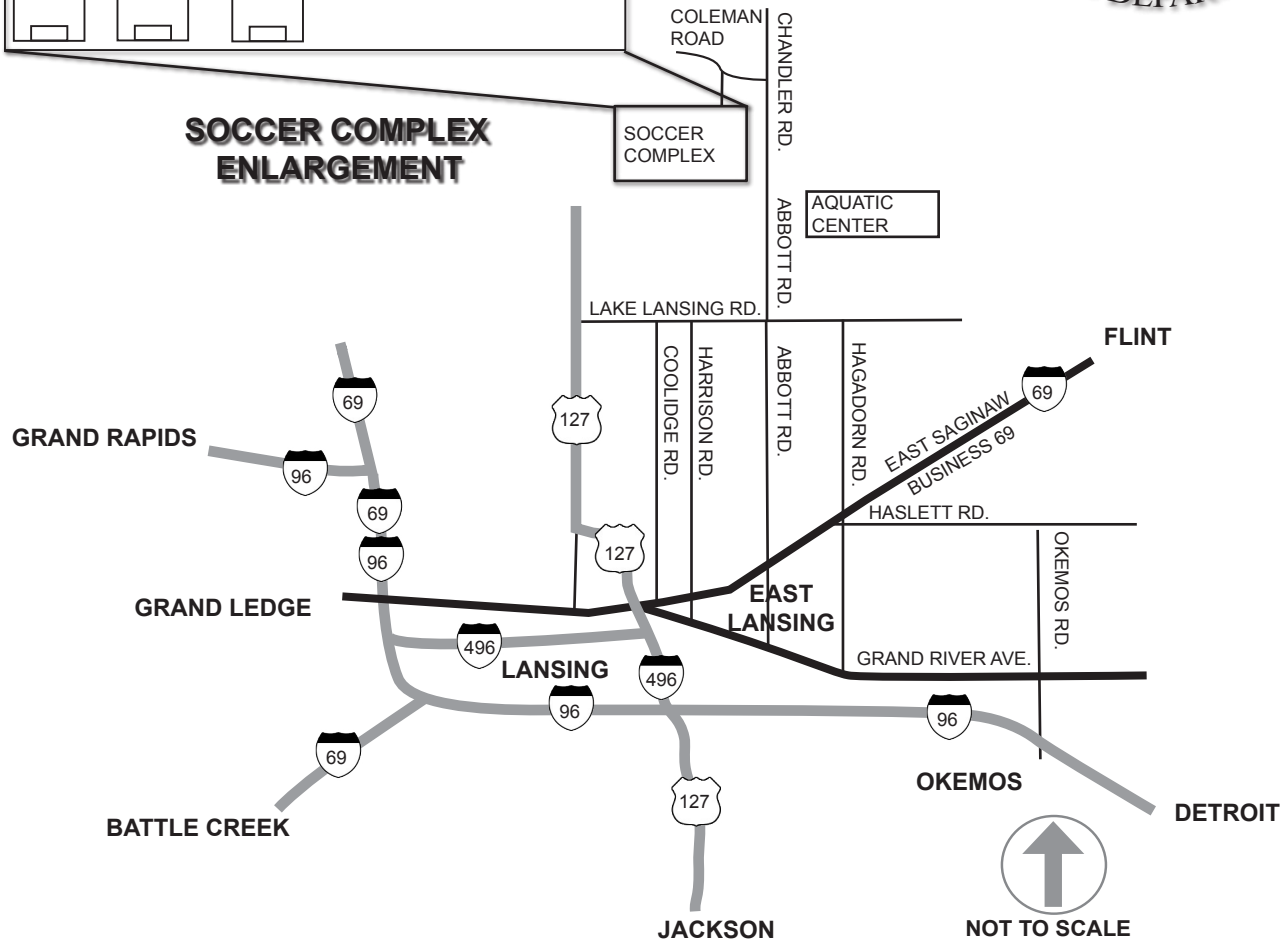 COLEMAN
ROAD
CHANDLER RD.
SOCCER COMPLEX
ENLARGEMENT
SOCCER
COMPLEX
ABBOTT RD.
AQUATIC
CENTER
LAKE LANSING RD.
FLINT
COOLIDGE RD.
HARRISON RD.
ABBOTT RD.
HAGADORN RD.
69
69
EAST SAGINAW
BUSINESS 69
127
GRAND RAPIDS
96
69
HASLETT RD.
96
127
OKEMOS RD.
GRAND LEDGE
EAST
LANSING
496
LANSING
496
GRAND RIVER AVE.
96
96
69
OKEMOS
127
BATTLE CREEK
DETROIT
JACKSON
NOT TO SCALE